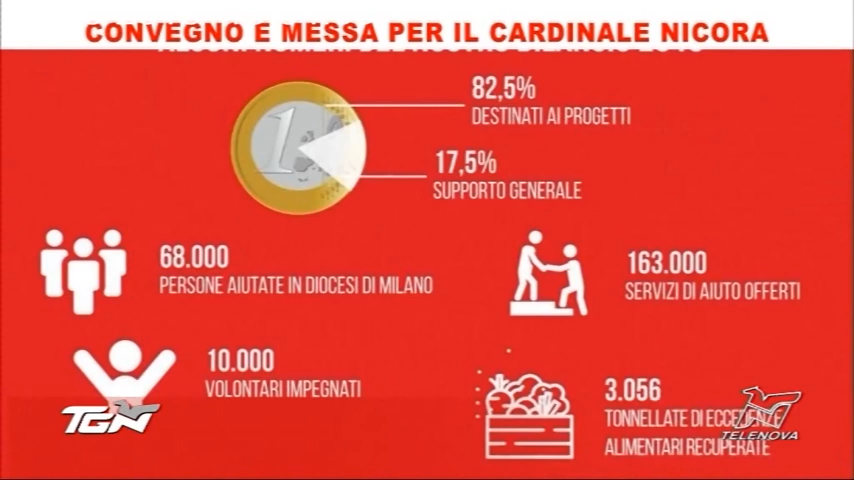 CONVEGNO E MESSA PER IL CARDINALE NICORA
82,5%
DESTINATI AI PROGETTI
17,5%
SUPPORTO GENERALE
1
68.000
PERSONE AIUTATE IN DIOCESI DI MILANO
163.000
SERVIZI DI AIUTO OFFERTI
10.000
VOLONTARI IMPEGNATI
3.056
TONNELLATE DI ECCEDENZE
ALIMENTARI RECUPERATE
TGN
TELENOVA